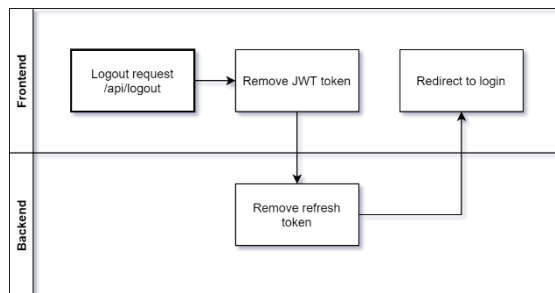 Frontend
Logout request
/api/logout
Remove JWT token
Redirect to login
Backend
Remove refresh
token